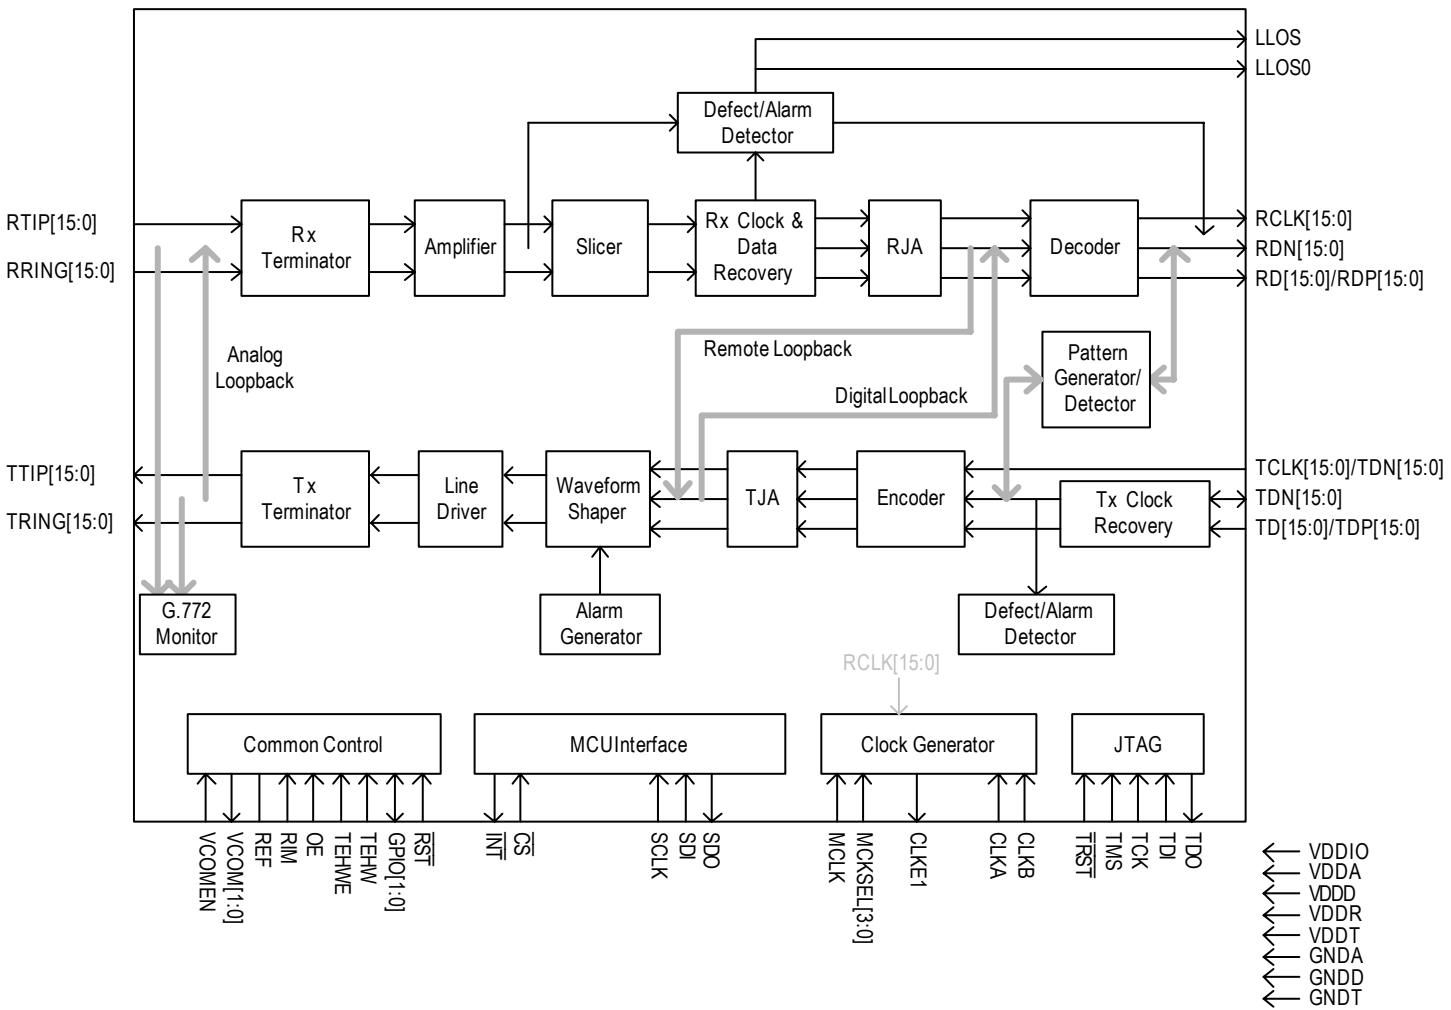 LLOS
LLOS0
Defect/Alarm
Detector
RTIP[15:0]
RRING[15:0]
Rx
Terminator
Amplifier
Slicer
Rx Clock &
Data
Recovery
RJA
Decoder
RCLK[15:0]
RDN[15:0]
RD[15:0]/RDP[15:0]
Analog
Loopback
Remote Loopback
Digital Loopback
Pattern
Generator/
Detector
TTIP[15:0]
TRING[15:0]
Tx
Terminator
Line
Driver
Waveform
Shaper
TJA
Encoder
Tx Clock
Recovery
TCLK[15:0]/TDN[15:0]
TDN[15:0]
TD[15:0]/TDP[15:0]
G.772
Monitor
Alarm
Generator
Defect/Alarm
Detector
RCLK[15:0]
Common Control
MCU Interface
Clock Generator
JTAG
VCOMEN
VCOM[1:0]
REF
RIM
OE
TEHWE
TEHW
GPIO[1:0]
RST
INT
CS
SCLK
SDI
SDO
MCLK
MCKSEL[3:0]
CLKE1
CLKA
CLKB
TRST
TMS
TCK
TDI
TDO
VDDIO
VDDA
VDDD
VDDR
VDDT
GNDA
GNDD
GNDT